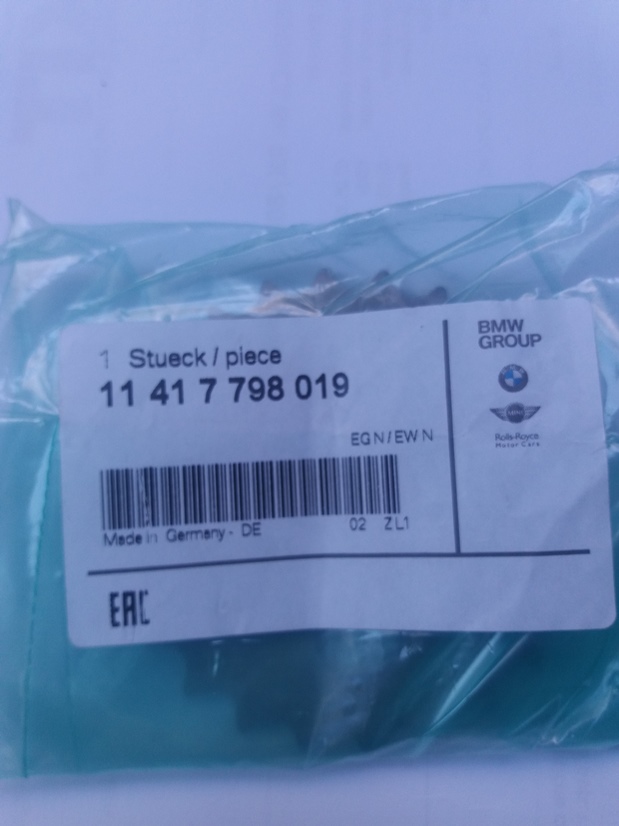 1 Stueck / piece
11 41 7 798 019
EGN/EWN
Made in Germany - DE
02 ZL1
EAC
BMW
GROUP
MINI
Rolls-Royce
Motor Cars